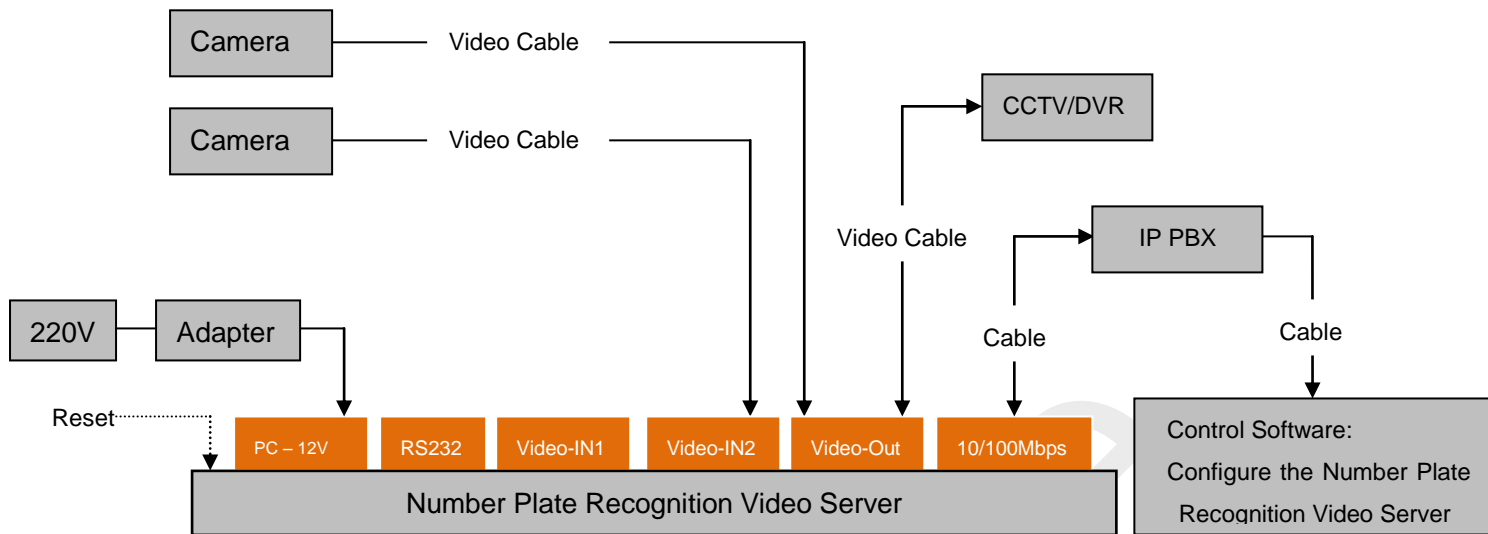 Camera
Video Cable
Camera
Video Cable
CCTV/DVR
Video Cable
IP PBX
220V
Adapter
Cable
Cable
Reset
PC – 12V
RS232
Video-IN1
Video-IN2
Video-Out
10/100Mbps
Number Plate Recognition Video Server
Control Software:
Configure the Number Plate
Recognition Video Server